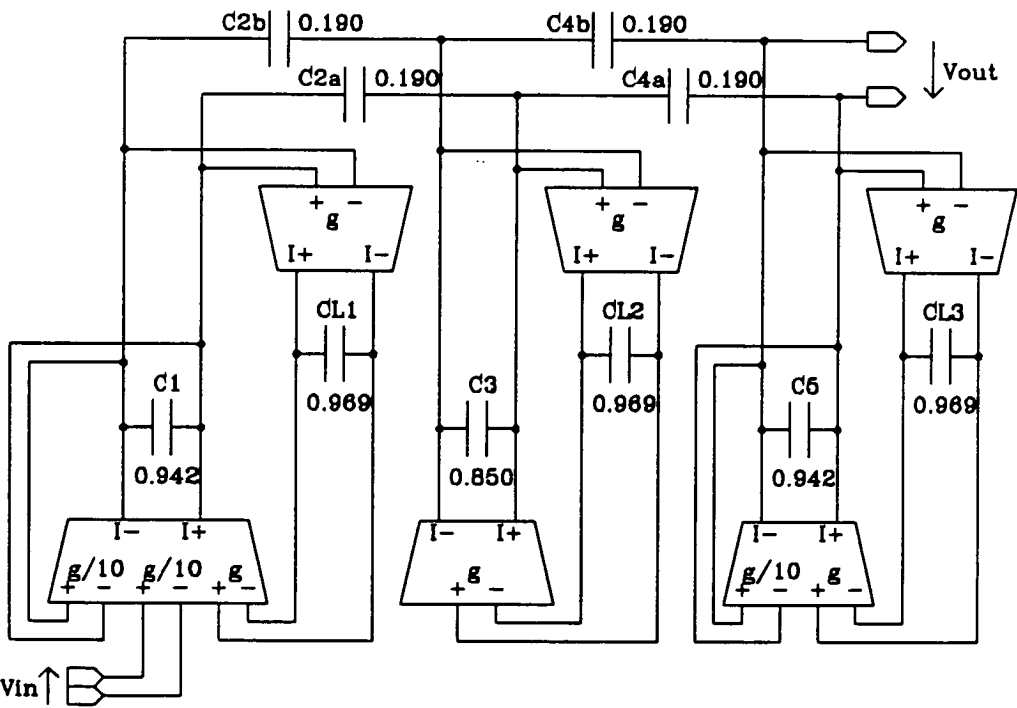 C2b 0.190 C4b 0.190
C2a 0.190 C4a 0.190 Vout
+ - + - + -
g g g
I+ I- I+ I- I+ I-
CL1 CL2 CL3
C1 C3 C5
0.969 0.969 0.969
0.942 0.850 0.942
I- I+ I- I+ I- I+
g/10 g/10 g g g/10 g
+ - + - + - + - + - + -
Vin